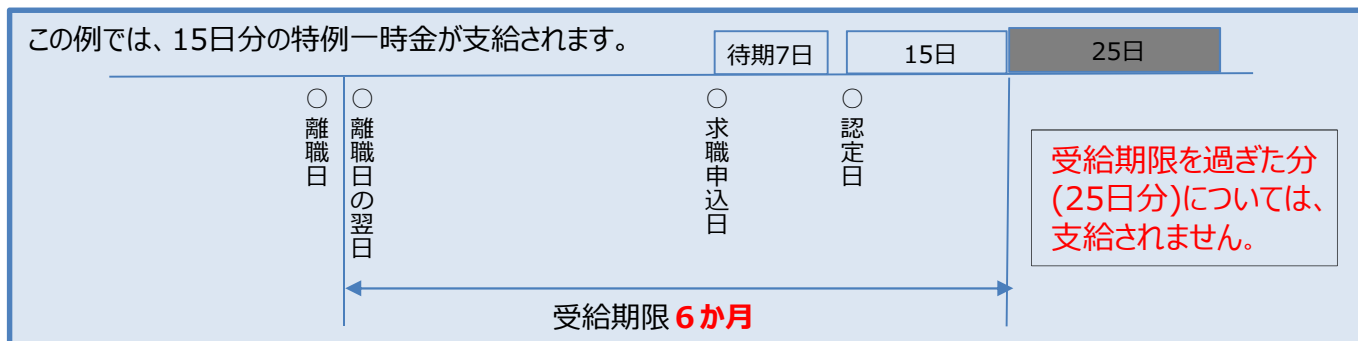 この例では、15日分の特例一時金が支給されます。
待期7日
15日
25日
○離職日
○離職日の翌日
○求職申込日
○認定日
受給期限を過ぎた分
(25日分)については、
支給されません。
受給期限６か月